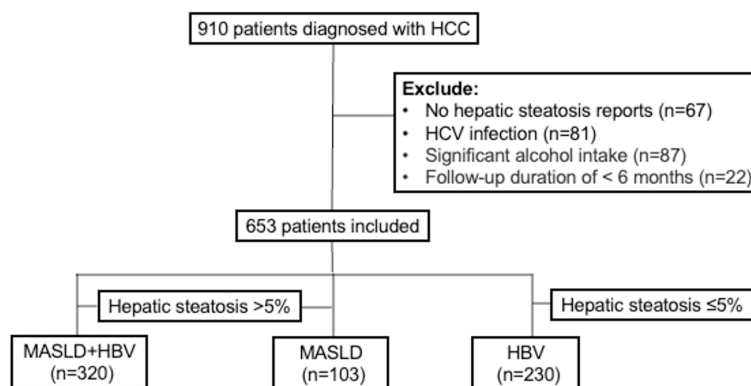 910 patients diagnosed with HCC
Exclude:
• No hepatic steatosis reports (n=67)
• HCV infection (n=81)
• Significant alcohol intake (n=87)
• Follow-up duration of < 6 months (n=22)
653 patients included
Hepatic steatosis >5%
Hepatic steatosis ≤5%
MASLD+HBV
(n=320)
MASLD
(n=103)
HBV
(n=230)